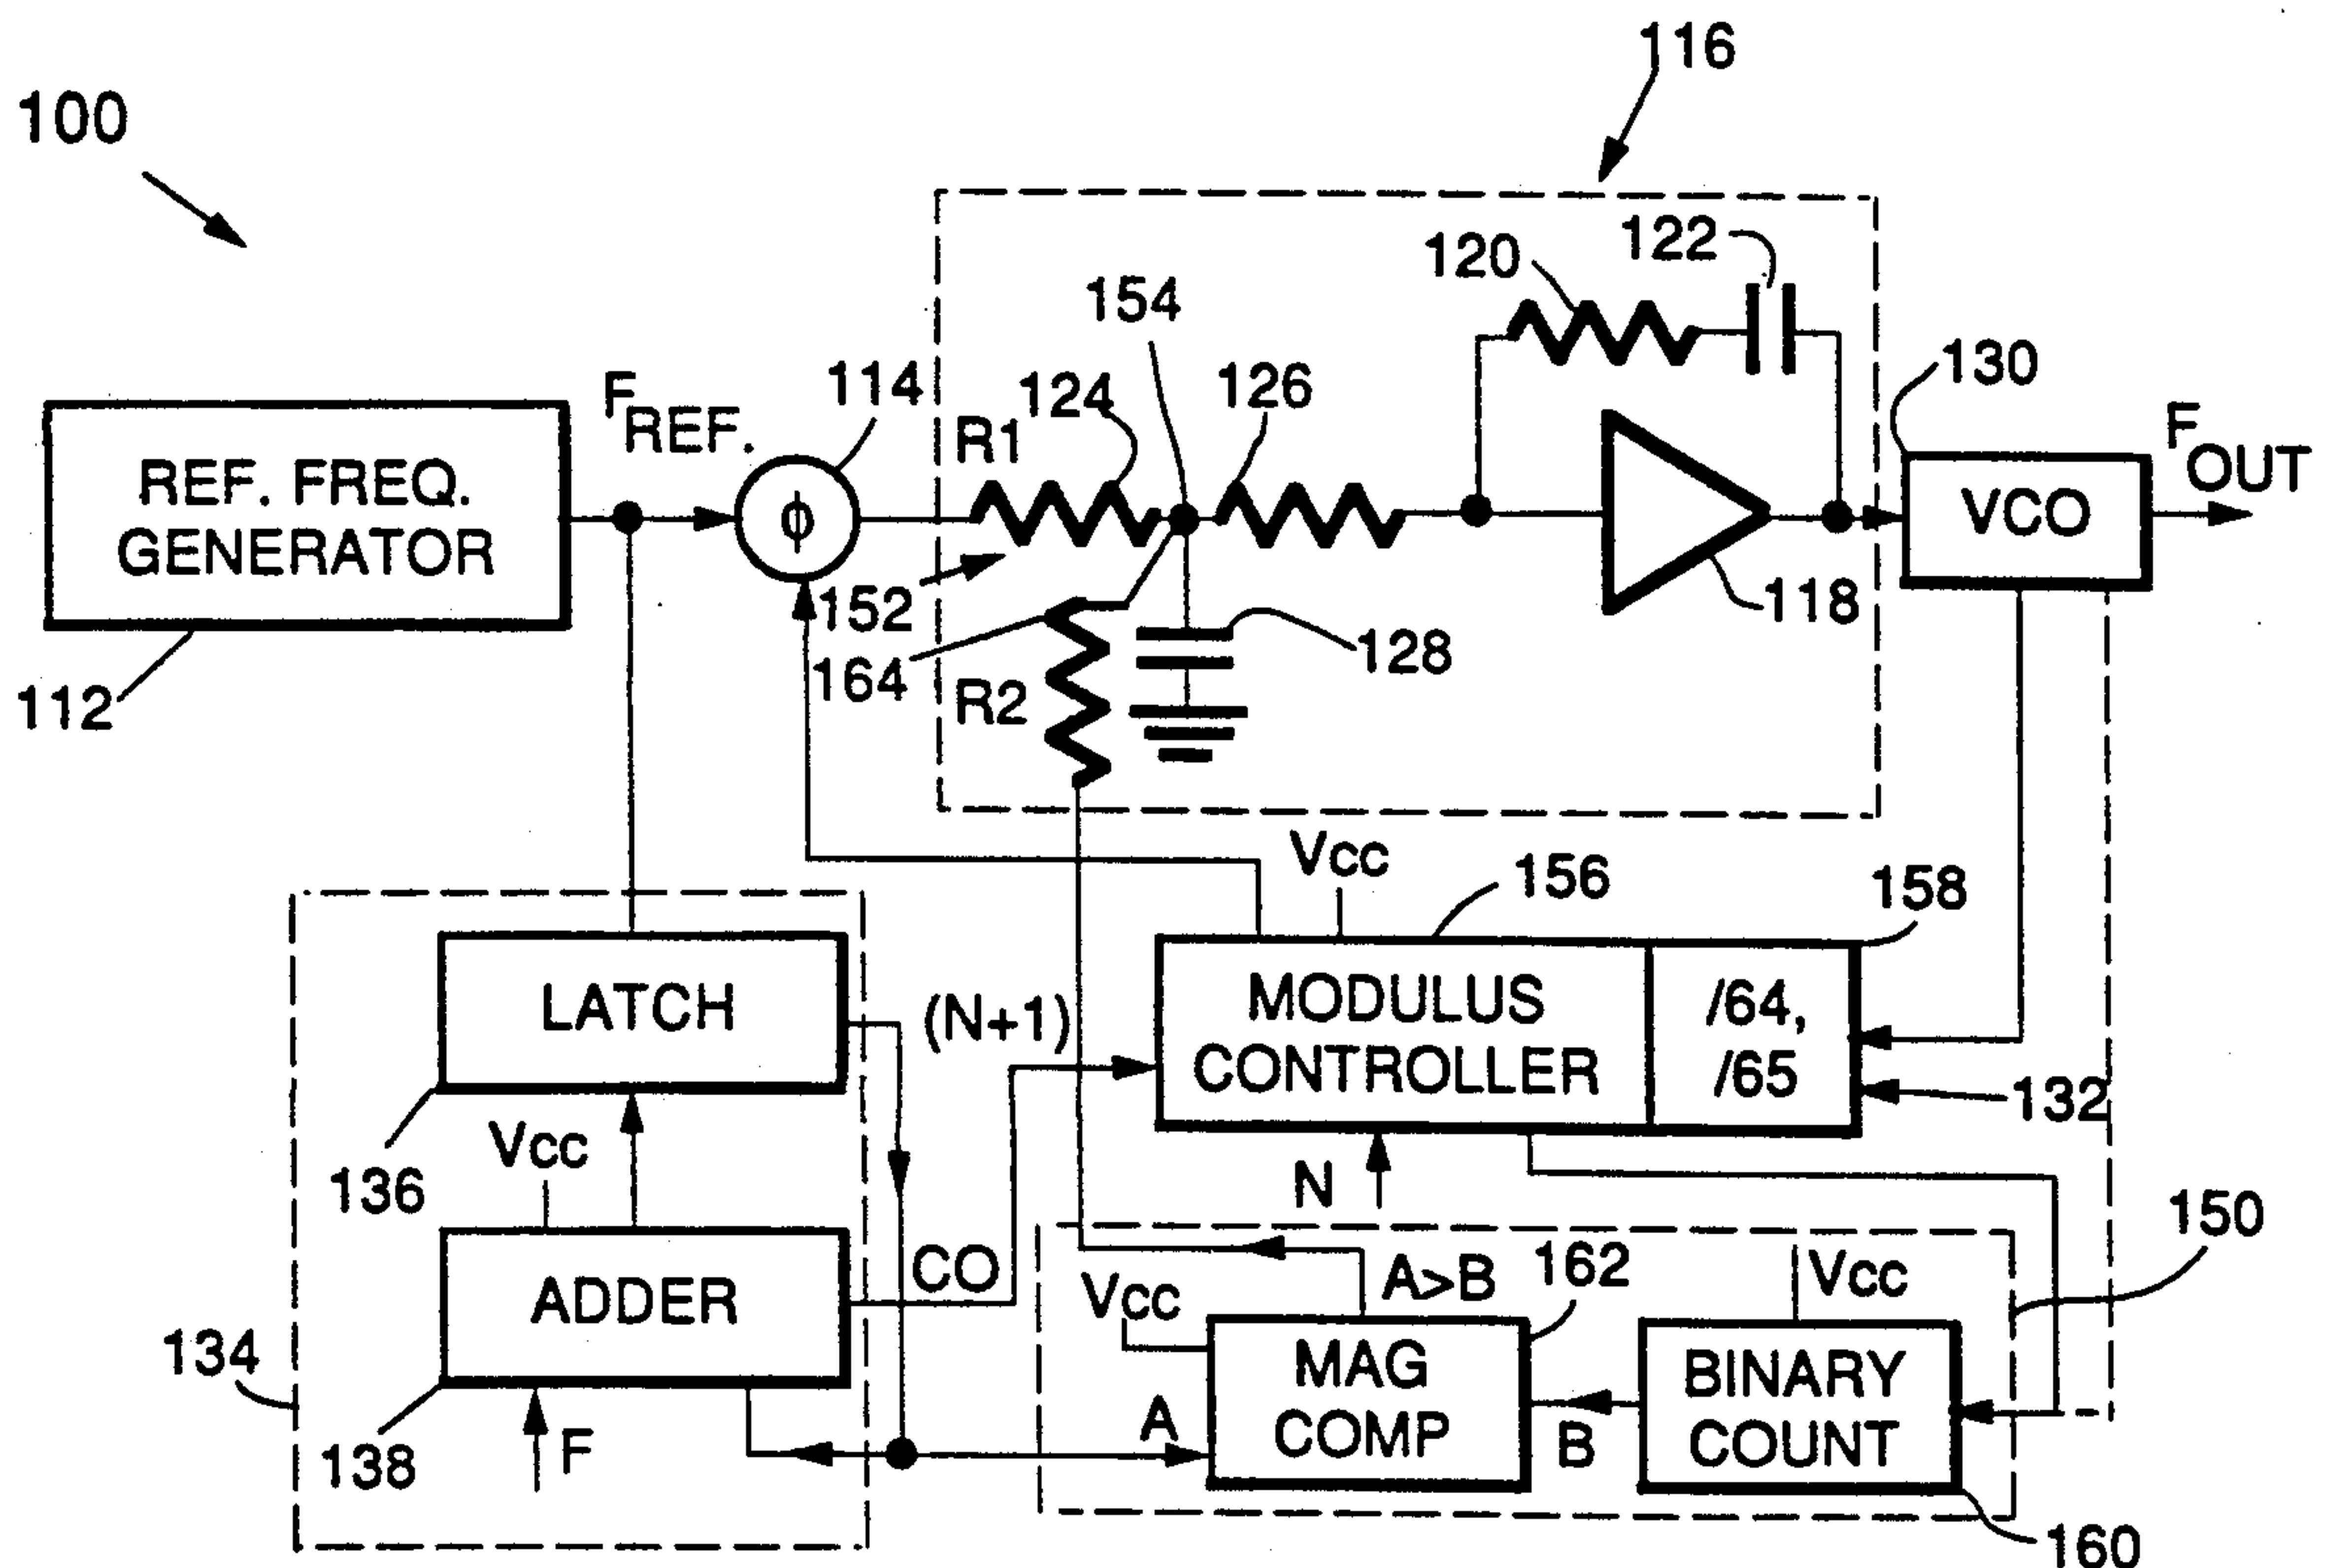 116
100
122
120
154
130
F REF.
114
124
126
F OUT
R1
REF. FREQ.
GENERATOR
ϕ
VCO
152
118
164
128
R2
112
Vcc
156
158
LATCH
(N+1)
MODULUS
CONTROLLER
/64,
/65
132
Vcc
136
N
150
CO
A>B
162
Vcc
Vcc
ADDER
134
MAG
COMP
BINARY
COUNT
A
B
138
F
160